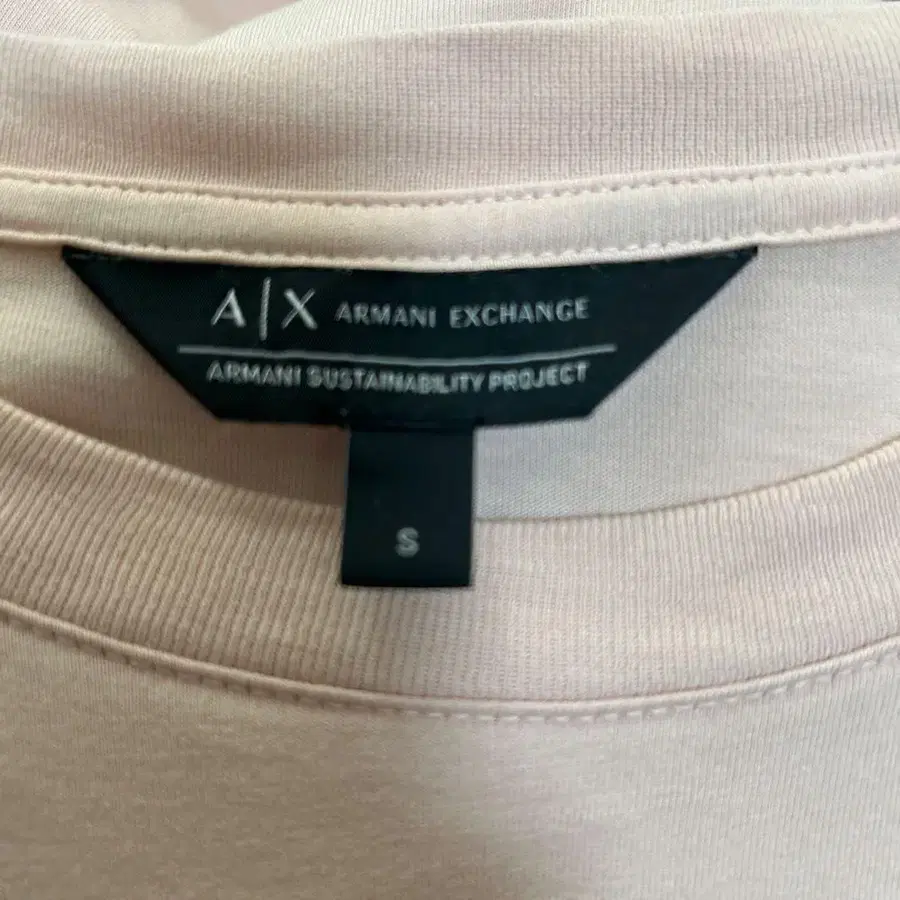 A|X ARMANI EXCHANGE
ARMANI SUSTAINABILITY PROJECT
S